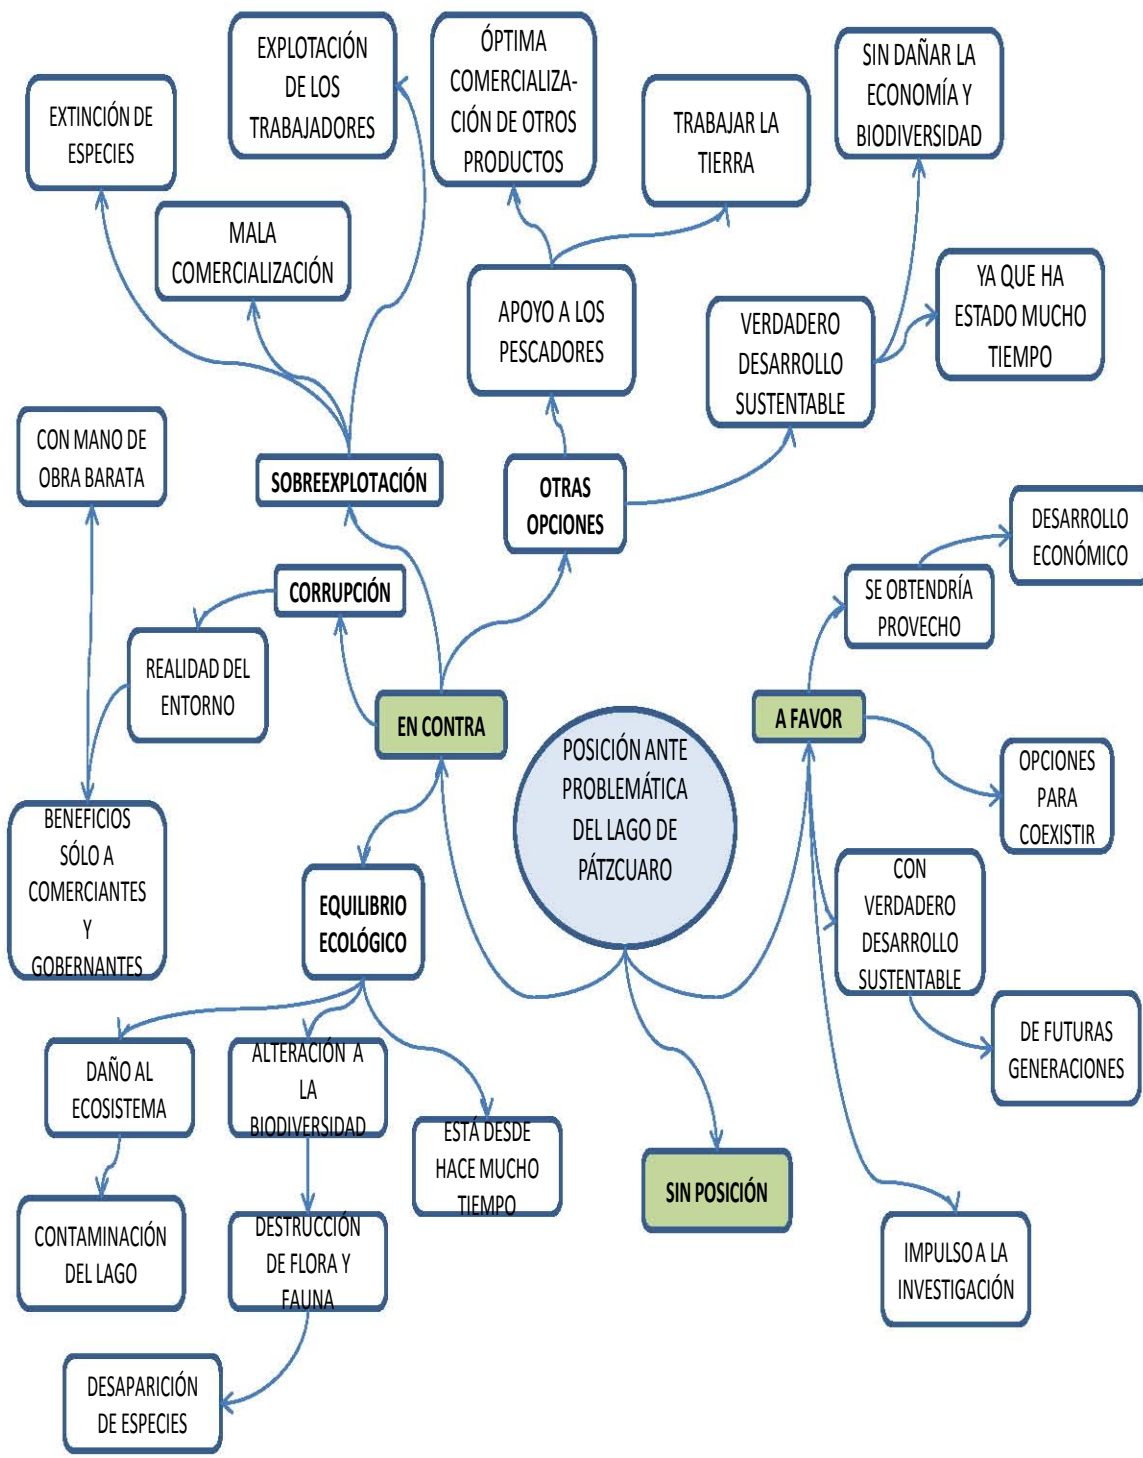 EXPLOTACIÓN
DE LOS
TRABAJADORES
ÓPTIMA
COMERCIALIZA-
CIÓN DE OTROS
PRODUCTOS
SIN DAÑAR LA
ECONOMÍA Y
BIODIVERSIDAD
EXTINCIÓN DE
ESPECIES
TRABAJAR LA
TIERRA
MALA
COMERCIALIZACIÓN
APOYO A LOS
PESCADORES
YA QUE HA
ESTADO MUCHO
TIEMPO
VERDADERO
DESARROLLO
SUSTENTABLE
CON MANO DE
OBRA BARATA
SOBREEXPLOTACIÓN
OTRAS
OPCIONES
DESARROLLO
ECONÓMICO
CORRUPCIÓN
SE OBTENDRÍA
PROVECHO
REALIDAD DEL
ENTORNO
EN CONTRA
A FAVOR
POSICIÓN ANTE
PROBLEMÁTICA
DEL LAGO DE
PÁTZCUARO
OPCIONES
PARA
COEXISTIR
BENEFICIOS
SÓLO A
COMERCIANTES
Y
GOBERNANTES
EQUILIBRIO
ECOLÓGICO
CON
VERDADERO
DESARROLLO
SUSTENTABLE
DE FUTURAS
GENERACIONES
DAÑO AL
ECOSISTEMA
ALTERACIÓN A
LA
BIODIVERSIDAD
ESTÁ DESDE
HACE MUCHO
TIEMPO
SIN POSICIÓN
CONTAMINACIÓN
DEL LAGO
DESTRUCCIÓN
DE FLORA Y
FAUNA
IMPULSO A LA
INVESTIGACIÓN
DESAPARICIÓN
DE ESPECIES